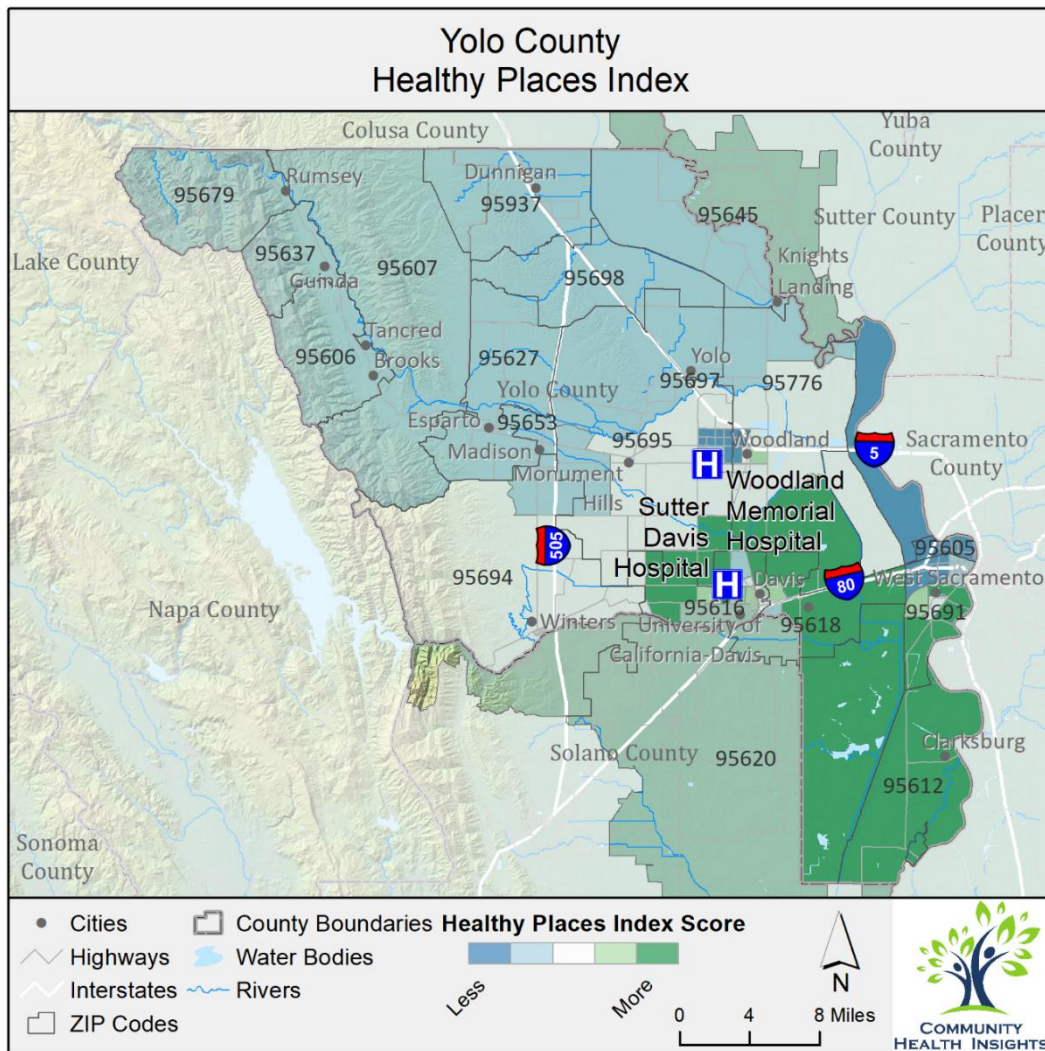 Yolo County
Healthy Places Index
Colusa County
Yuba
County
Rumsey
Dunnigan
95679
95937
95645
Sutter County
Placer
County
95637
95607
Lake County
Guinda
95698
Knights
Landing
Tancred
95606
Brooks
95627
Yolo
95697
95776
Yolo County
Esparto
95653
95695
Woodland
5
Sacramento
County
Madison
Monument
Hills
H
Woodland
Memorial
Hospital
Sutter
Davis
Hospital
505
95605
95694
H
Davis
80
West Sacramento
Napa County
95616
95618
95691
Winters
University of
California-Davis
Solano County
95620
Clarksburg
95612
Sonoma
County
Cities
County Boundaries
Healthy Places Index Score
Highways
Water Bodies
Interstates
Rivers
ZIP Codes
Less
More
N
0 4 8 Miles
COMMUNITY
HEALTH INSIGHTS